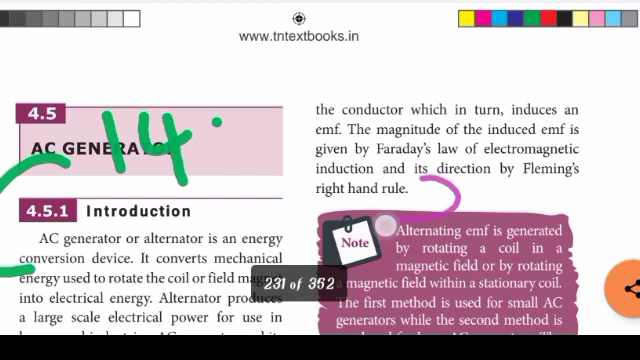 www.tntextbooks.in
4.5
AC GENERATOR
14.
4.5.1 Introduction
AC generator or alternator is an energy
conversion device. It converts mechanical
energy used to rotate the coil or field magnet
into electrical energy. Alternator produces
a large scale electrical power for use in
the conductor which in turn, induces an
emf. The magnitude of the induced emf is
given by Faraday's law of electromagnetic
induction and its direction by Fleming's
right hand rule.
Note
Alternating emf is generated
by rotating a coil in a
magnetic field or by rotating
a magnetic field within a stationary coil.
The first method is used for small AC
generators while the second method is
231 of 352